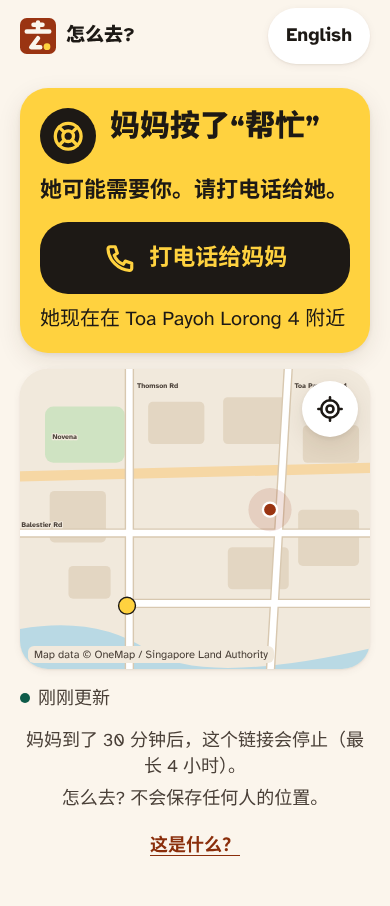 去 怎么去? English
妈妈按了“帮忙”
她可能需要你。请打电话给她。
打电话给妈妈
她现在在 Toa Payoh Lorong 4 附近
Thomson Rd
Novena
Balestier Rd
Map data © OneMap / Singapore Land Authority
刚刚更新
妈妈到了 30 分钟后，这个链接会停止（最
长 4 小时）。
怎么去? 不会保存任何人的位置。
这是什么?